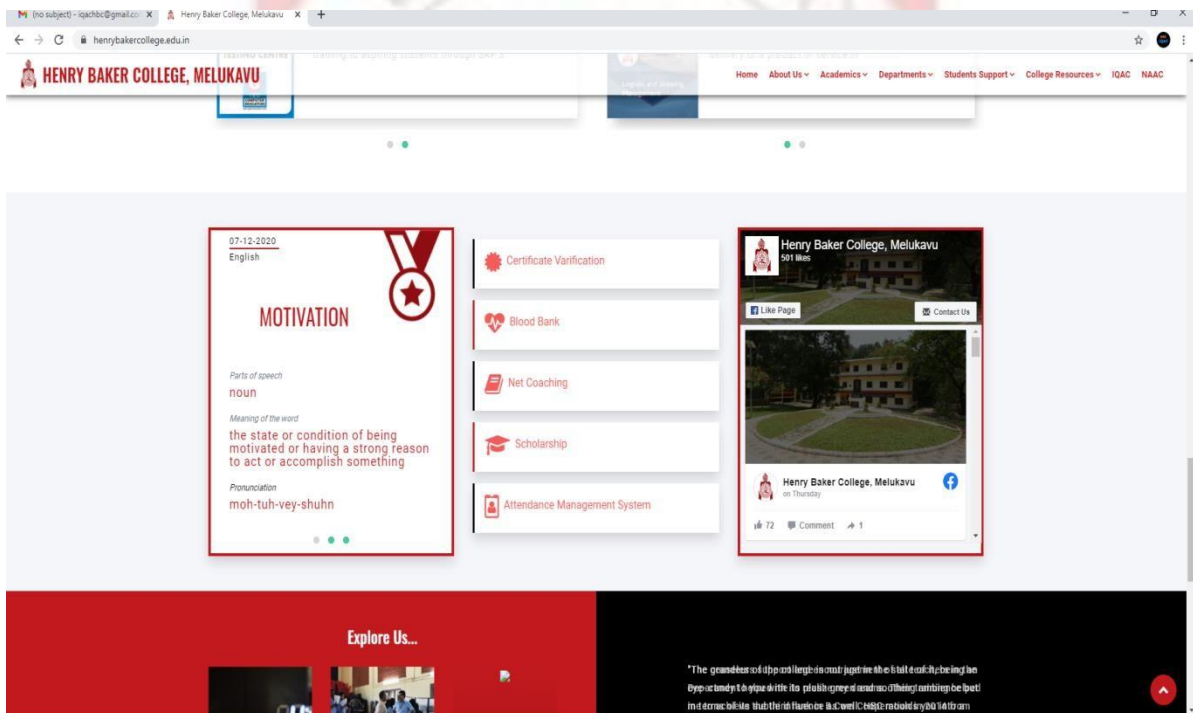 (no subject) - iqachbc@gmail.co
Henry Baker College, Melukavu
henrybakercollege.edu.in
HENRY BAKER COLLEGE, MELUKAVU
Home About Us Academics Departments Students Support College Resources IQAC NAAC
07-12-2020
English
MOTIVATION
Parts of speech
noun
Meaning of the word
the state or condition of being
motivated or having a strong reason
to act or accomplish something
Pronunciation
moh-tuh-vey-shuhn
Certificate Varification
Blood Bank
Net Coaching
Scholarship
Attendance Management System
Henry Baker College, Melukavu
501 likes
Like Page
Contact Us
Henry Baker College, Melukavu
on Thursday
72 Comment 1
Explore Us...